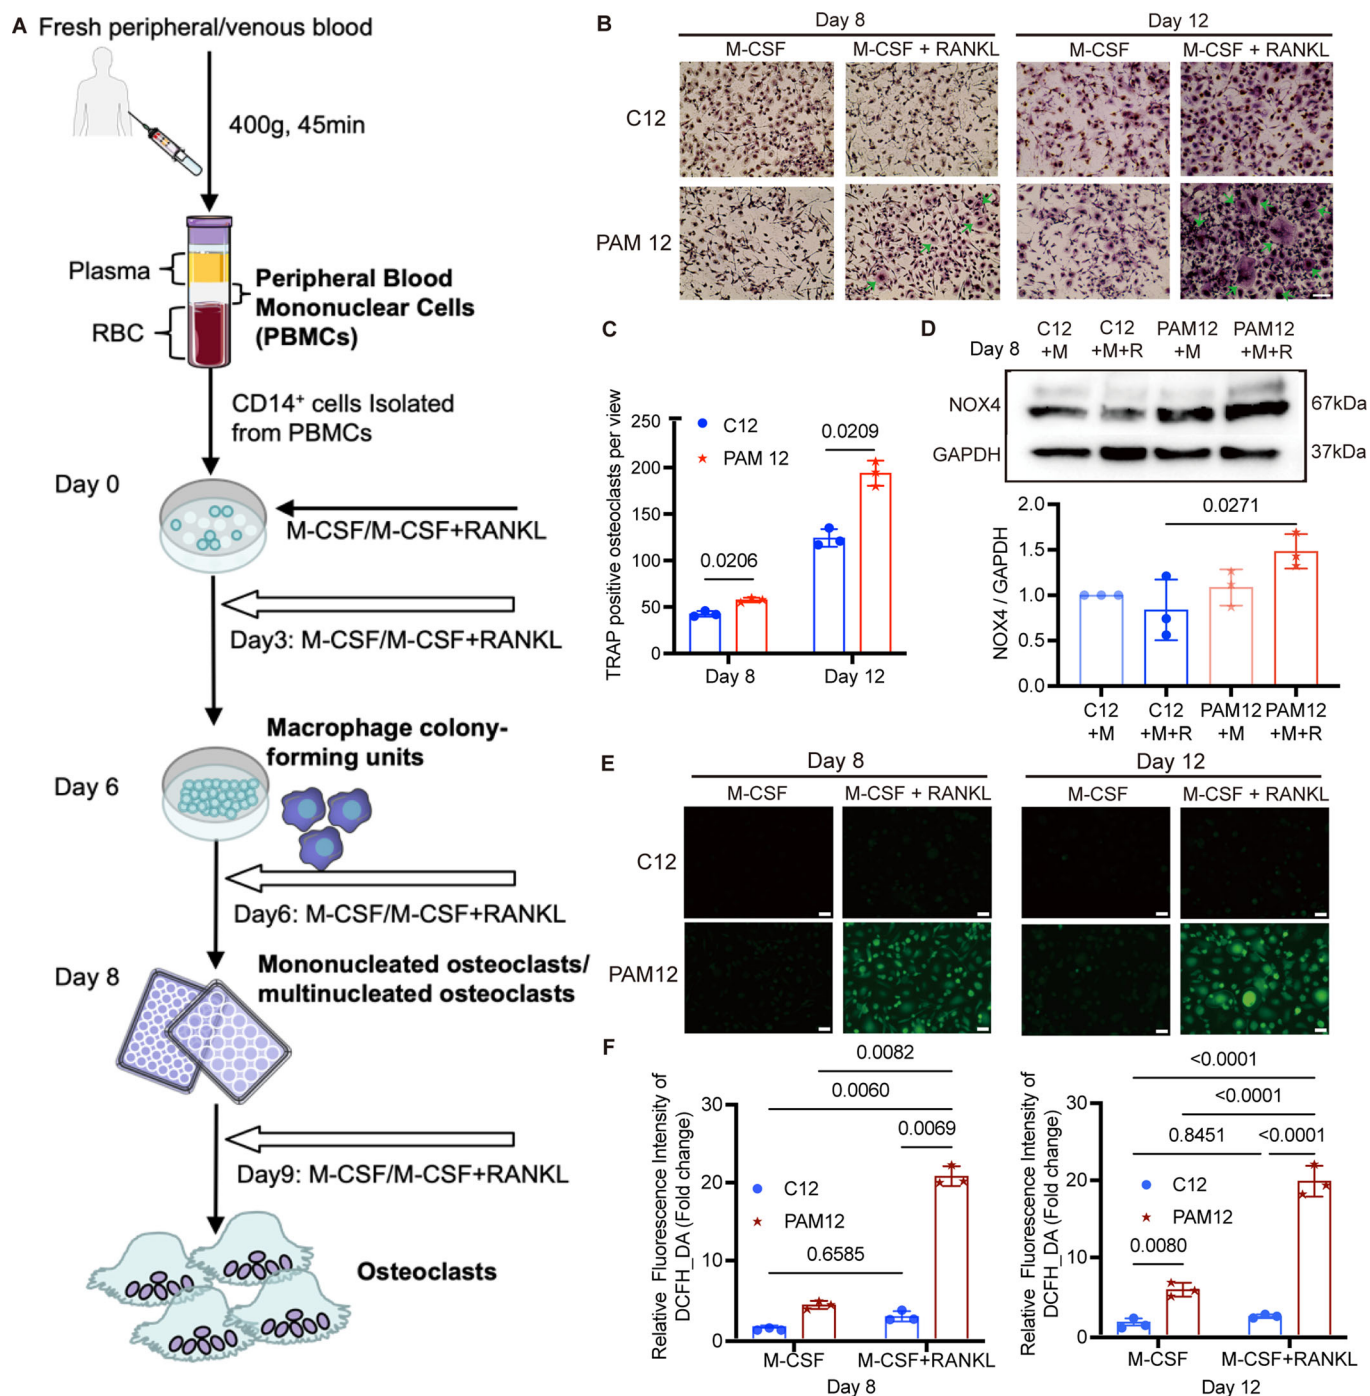 A
Fresh peripheral/venous blood
400g, 45min
Plasma
RBC
Peripheral Blood
Mononuclear Cells
(PBMCs)
CD14⁺ cells Isolated
from PBMCs
Day 0
M-CSF/M-CSF+RANKL
Day3: M-CSF/M-CSF+RANKL
Macrophage colony-
forming units
Day 6
Day6: M-CSF/M-CSF+RANKL
Day 8
Mononucleated osteoclasts/
multinucleated osteoclasts
Day9: M-CSF/M-CSF+RANKL
Osteoclasts
B
Day 8
Day 12
M-CSF
M-CSF + RANKL
M-CSF
M-CSF + RANKL
C12
PAM 12
C
TRAP positive osteoclasts per view
250
200
150
100
50
0
C12
PAM 12
0.0206
0.0209
Day 8
Day 12
D
Day 8
C12
+M
C12
+M+R
PAM12
+M
PAM12
+M+R
NOX4
67kDa
GAPDH
37kDa
NOX4 / GAPDH
2.0
1.5
1.0
0.5
0.0
0.0271
C12
+M
C12
+M+R
PAM12
+M
PAM12
+M+R
E
Day 8
Day 12
M-CSF
M-CSF + RANKL
M-CSF
M-CSF + RANKL
C12
PAM12
F
Relative Fluorescence Intensity of
DCFH_DA (Fold change)
30
20
10
0
0.0082
0.0060
0.0069
C12
PAM12
0.6585
M-CSF
M-CSF+RANKL
Day 8
Relative Fluorescence Intensity of
DCFH_DA (Fold change)
30
20
10
0
<0.0001
<0.0001
0.8451
<0.0001
C12
PAM12
0.0080
M-CSF
M-CSF+RANKL
Day 12